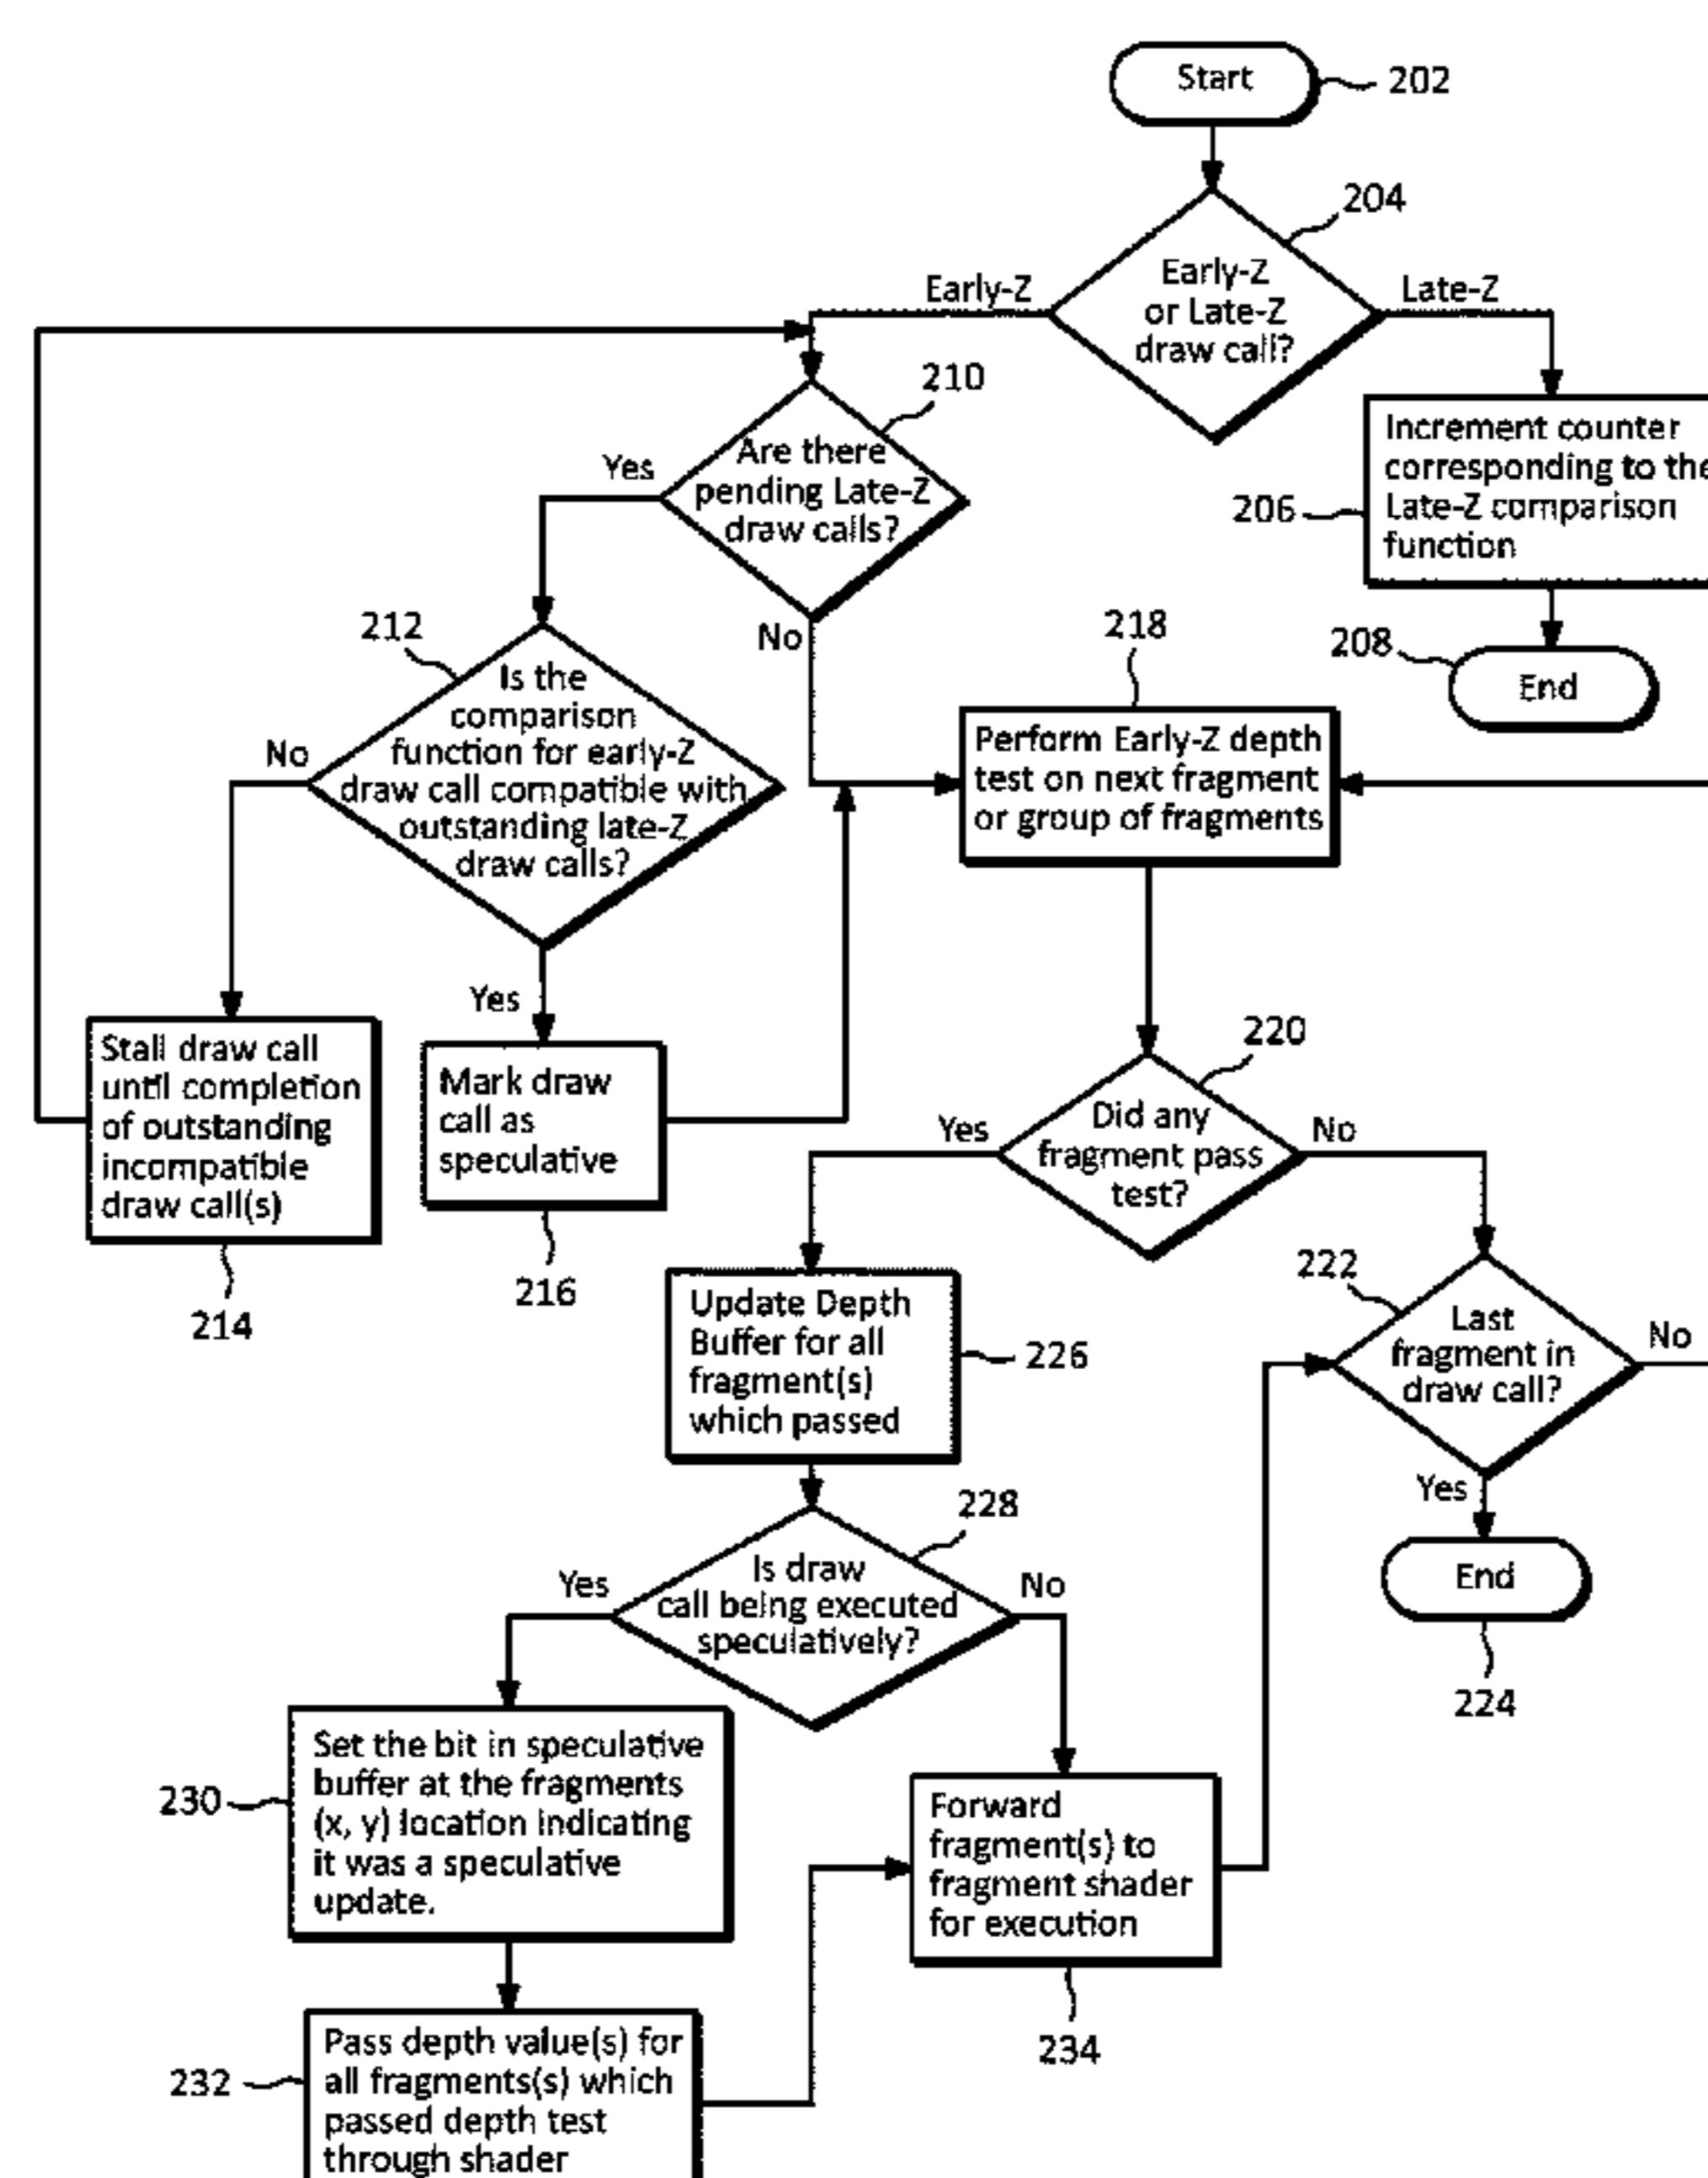 Start
202
204
Early-Z
or Late-Z
draw call?
Early-Z
Late-Z
210
Are there
pending Late-Z
draw calls?
Yes
No
Increment counter
corresponding to the
Late-Z comparison
function
206
208
End
212
Is the
comparison
function for early-Z
draw call compatible with
outstanding late-Z
draw calls?
No
Yes
218
Perform Early-Z depth
test on next fragment
or group of fragments
Stall draw call
until completion
of outstanding
incompatible
draw call(s)
214
Mark draw
call as
speculative
216
220
Did any
fragment pass
test?
Yes
No
222
Last
fragment in
draw call?
No
Yes
End
224
Update Depth
Buffer for all
fragment(s)
which passed
226
228
Is draw
call being executed
speculatively?
Yes
No
230
Set the bit in speculative
buffer at the fragments
(x, y) location indicating
it was a speculative
update.
Forward
fragment(s) to
fragment shader
for execution
234
232
Pass depth value(s) for
all fragments(s) which
passed depth test
through shader